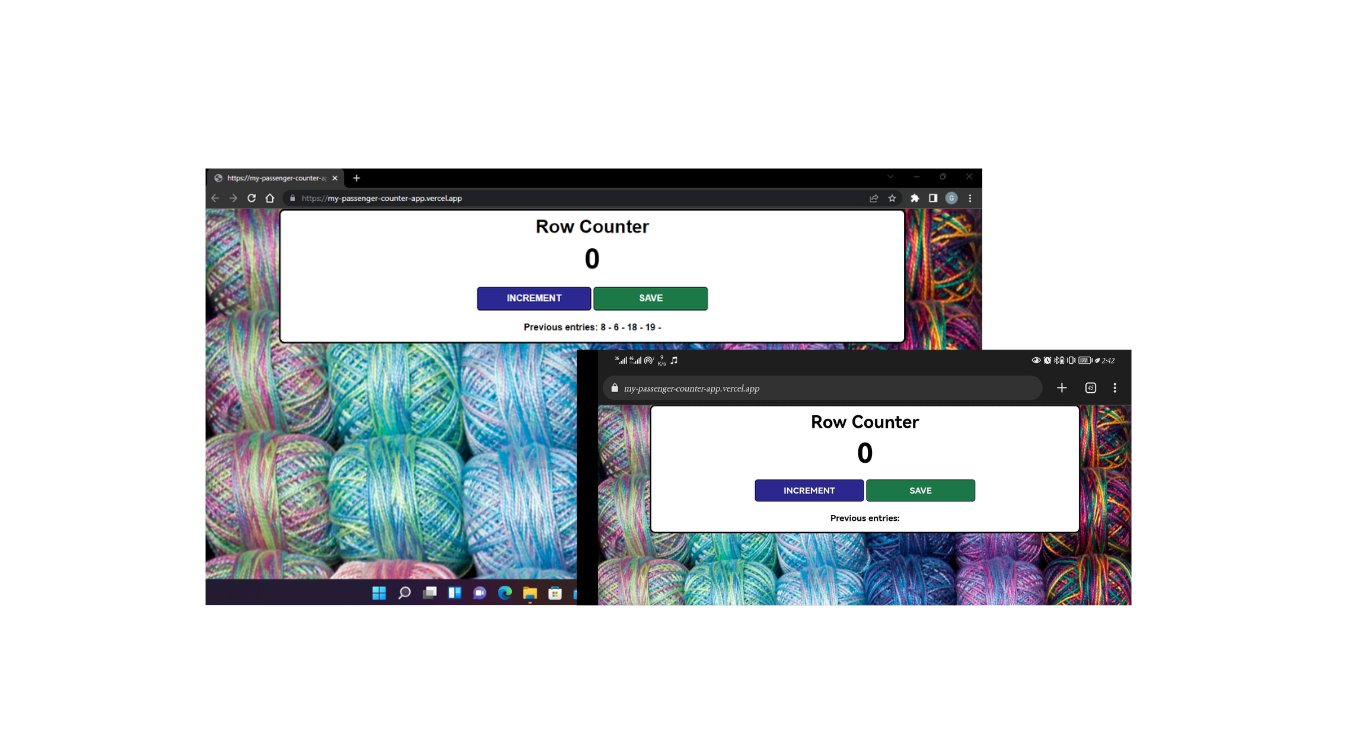 https://my-passenger-counter-a
https://my-passenger-counter-app.vercel.app
G
Row Counter
0
INCREMENT
SAVE
Previous entries: 8 - 6 - 18 - 19 -
2:42
my-passenger-counter-app.vercel.app
Row Counter
0
INCREMENT
SAVE
Previous entries: